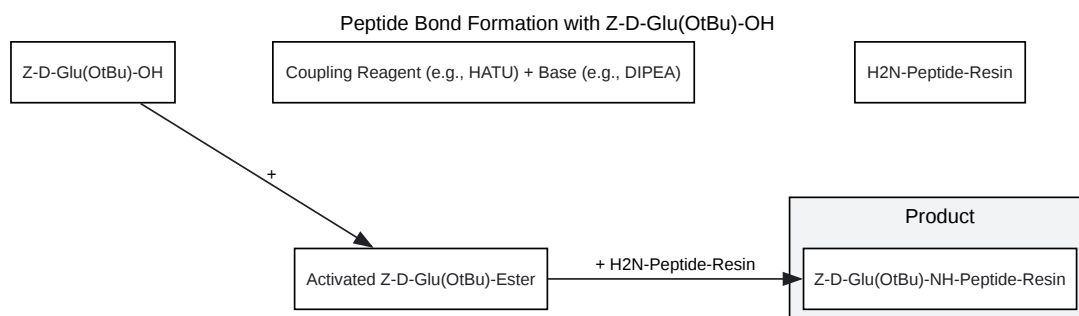 Peptide Bond Formation with Z-D-Glu(OtBu)-OH
Z-D-Glu(OtBu)-OH
Coupling Reagent (e.g., HATU) + Base (e.g., DIPEA)
H2N-Peptide-Resin
+
Product
Activated Z-D-Glu(OtBu)-Ester
+ H2N-Peptide-Resin
Z-D-Glu(OtBu)-NH-Peptide-Resin